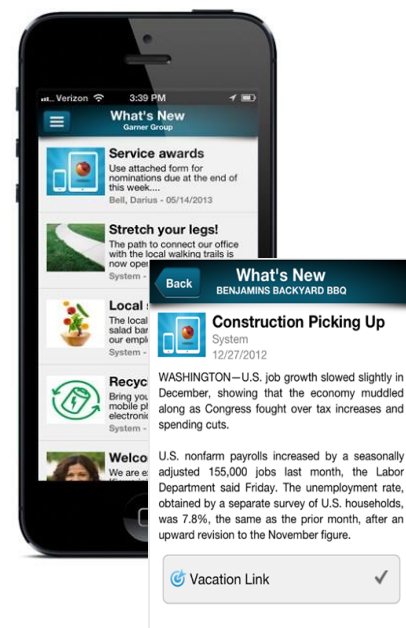 Verizon 3:39 PM
What's New
Garner Group
Service awards
Use attached form for
nominations due at the end of
this week....
Bell, Darius - 05/14/2013
Stretch your legs!
The path to connect our office
with the local walking trails is
now
System -
Local
The local
salad bar
our
System -
Bring you
mobile
System -
We are
Back
What's New
BENJAMINS BACKYARD BBQ
Construction Picking Up
System
12/27/2012
WASHINGTON—U.S. job growth slowed slightly in
December, showing that the economy muddled
along as Congress fought over tax increases and
spending cuts.
U.S. nonfarm payrolls increased by a seasonally
adjusted 155,000 jobs last month, the Labor
Department said Friday. The unemployment rate,
obtained by a separate survey of U.S. households,
was 7.8%, the same as the prior month, after an
upward revision to the November figure.
Vacation Link